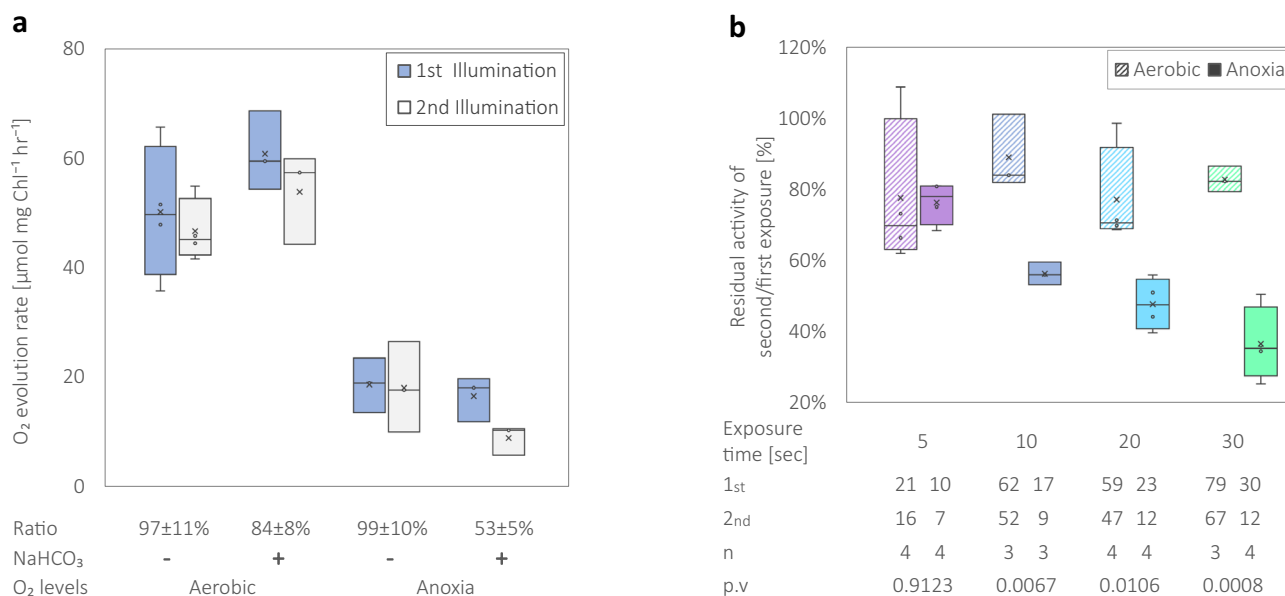 a
80
60
40
20
0
O₂ evolution rate [µmol mg Chl⁻¹ hr⁻¹]
1st Illumination
2nd Illumination
Ratio 97±11% 84±8% 99±10% 53±5%
NaHCO₃ - + - +
O₂ levels Aerobic Anoxia
b
120%
100%
80%
60%
40%
20%
Residual activity of
second/first exposure [%]
Aerobic Anoxia
Exposure
time [sec] 5 10 20 30
1st 21 10 62 17 59 23 79 30
2nd 16 7 52 9 47 12 67 12
n 4 4 3 3 4 4 3 4
p.v 0.9123 0.0067 0.0106 0.0008